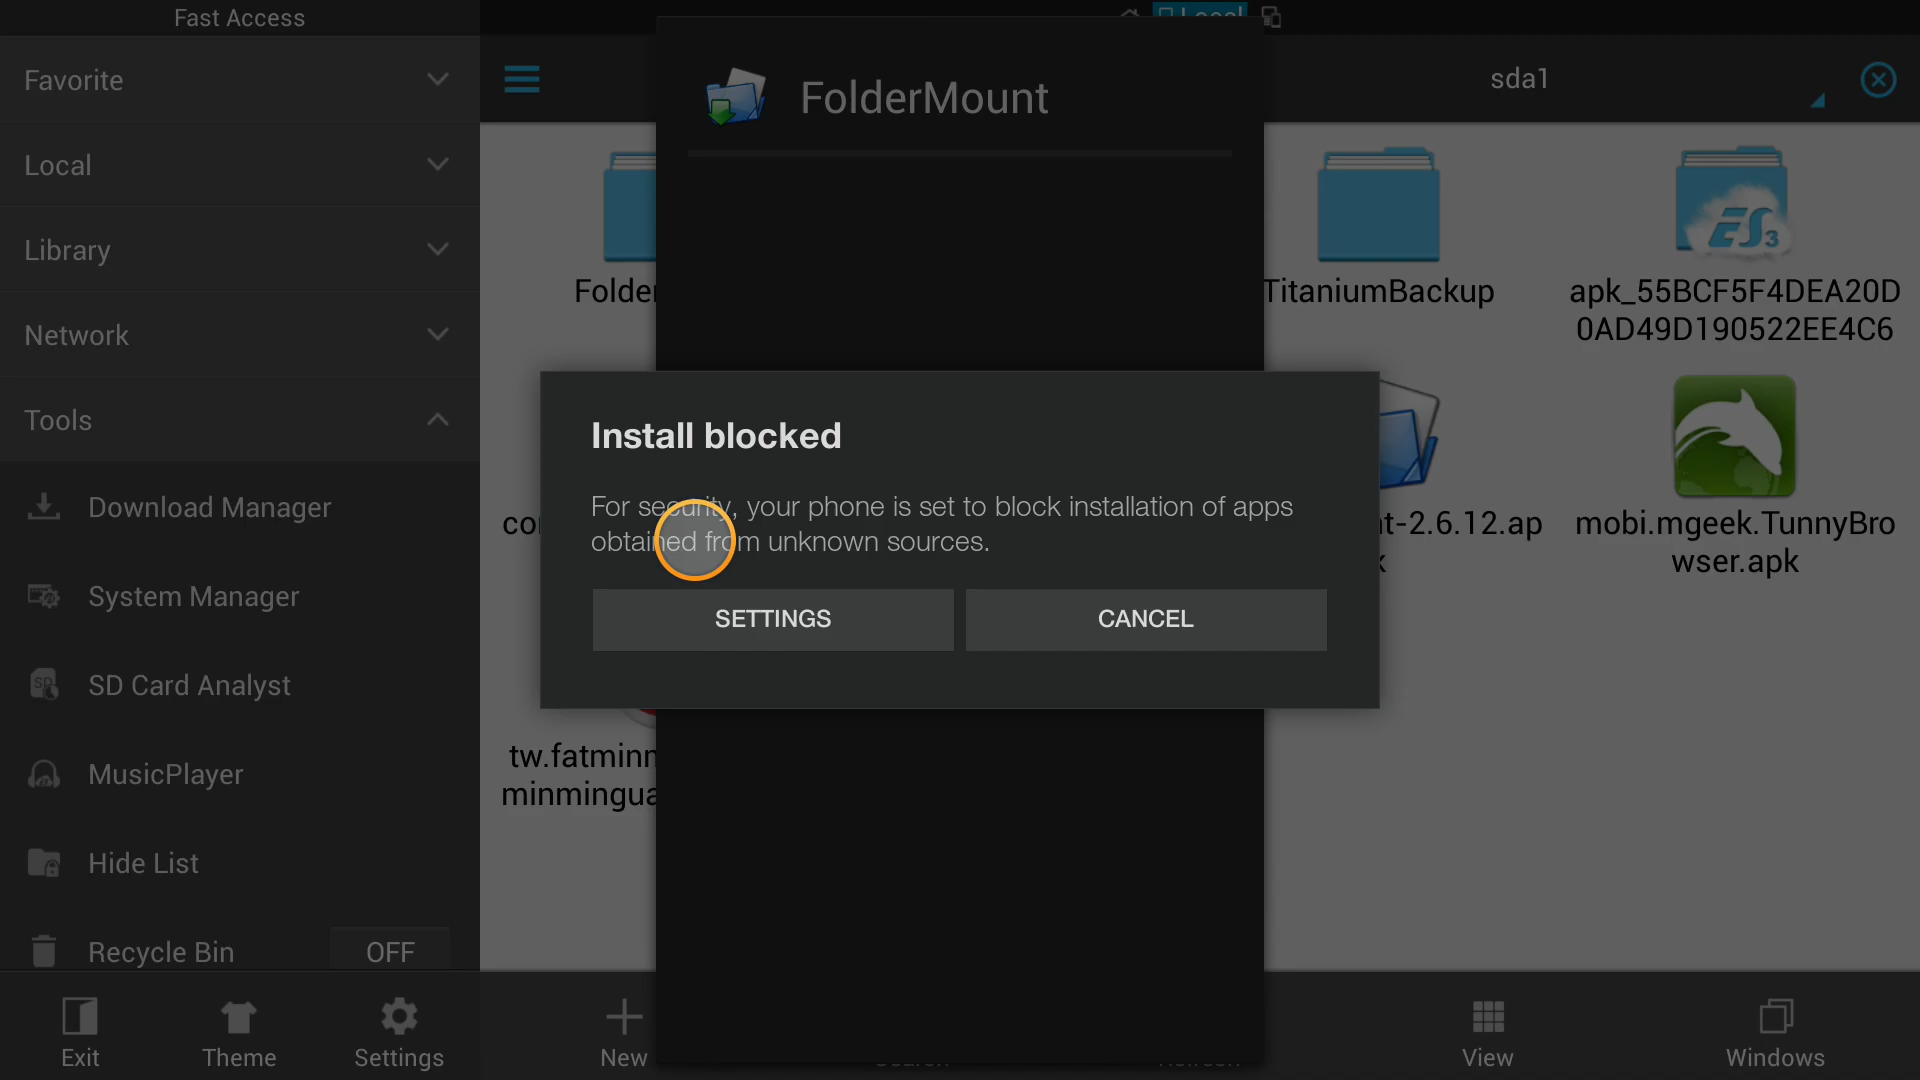 Fast Access
Local
Favorite
Local
Library
Network
Tools
Download Manager
System Manager
SD Card Analyst
MusicPlayer
Hide List
Recycle Bin OFF
Exit Theme Settings
FolderMount
sda1
TitaniumBackup
apk_55BCF5F4DEA20D
0AD49D190522EE4C6
Install blocked
For security, your phone is set to block installation of apps
obtained from unknown sources.
SETTINGS CANCEL
t-2.6.12.ap
k
mobi.mgeek.TunnyBro
wser.apk
tw.fatminn
minmingua
New View Windows